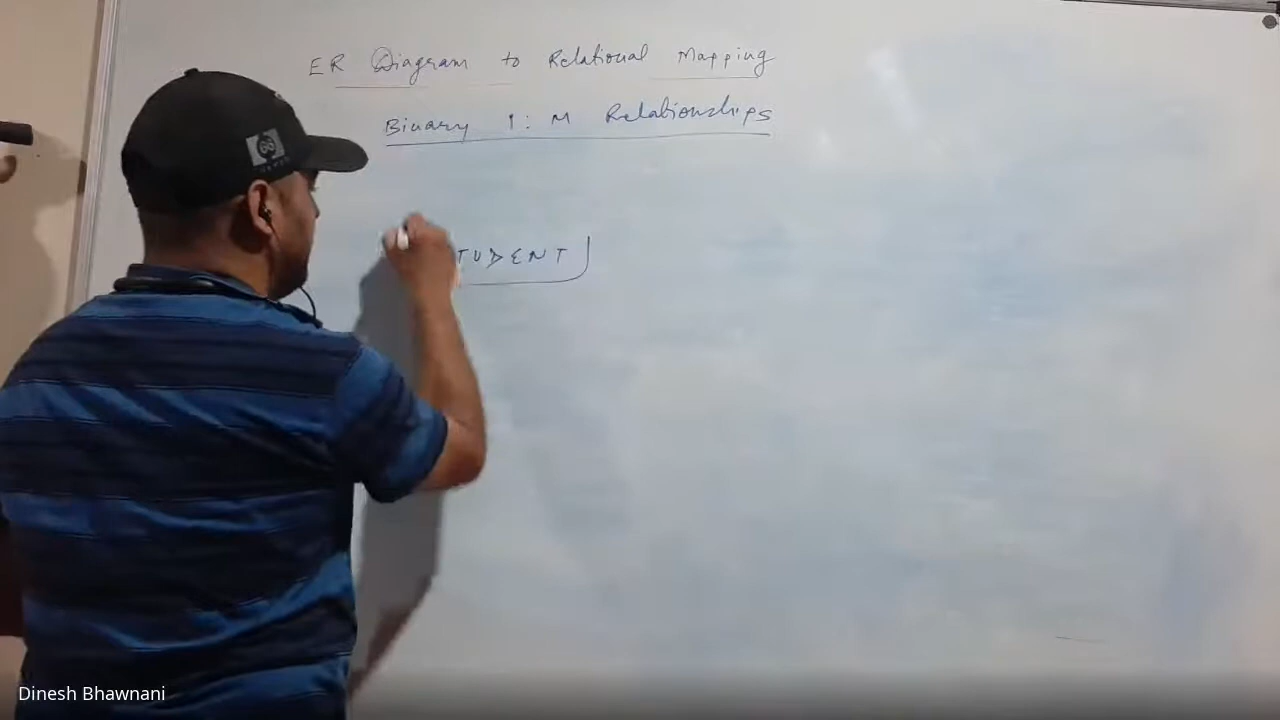 ER Diagram to Relational Mapping
Binary 1 : M Relationships
TUDENT
Dinesh Bhawnani